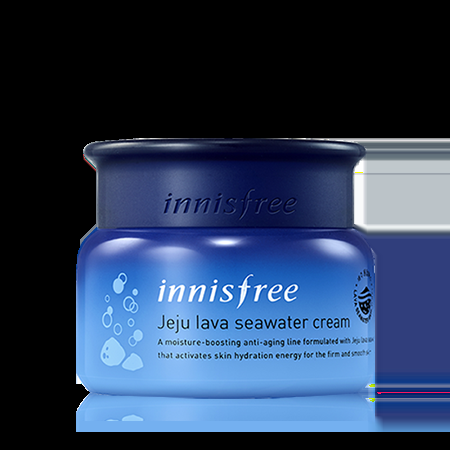 innisfree
innisfree
Jeju lava seawater cream
A moisture-boosting anti-aging line formulated with Jeju lava
that activates skin hydration energy for the firm and smooth